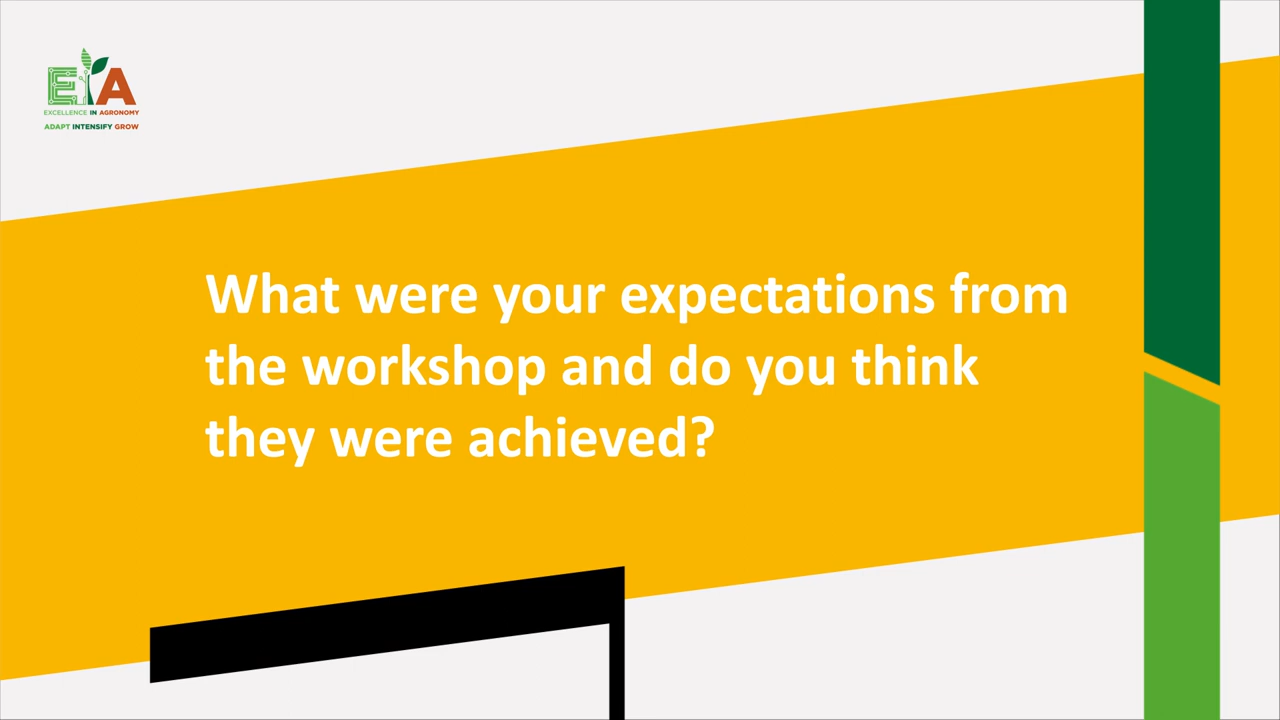 EiA
EXCELLENCE IN AGRONOMY
ADAPT INTENSIFY GROW
What were your expectations from
the workshop and do you think
they were achieved?